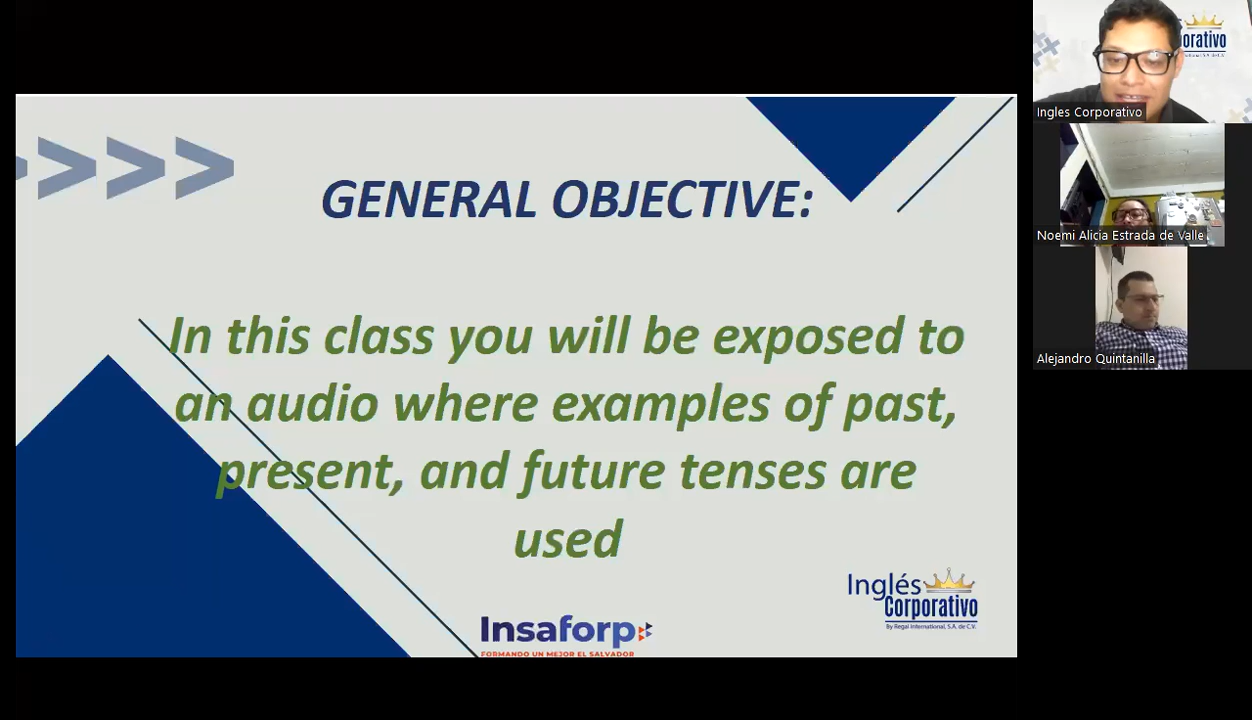 GENERAL OBJECTIVE:
In this class you will be exposed to
an audio where examples of past,
present, and future tenses are
used
Inglés
Corporativo
By Regal International, S.A. de C.V.
Insaforp
FORMANDO UN MEJOR EL SALVADOR
orativo
Ingles Corporativo
Noemi Alicia Estrada de Valle
Alejandro Quintanilla